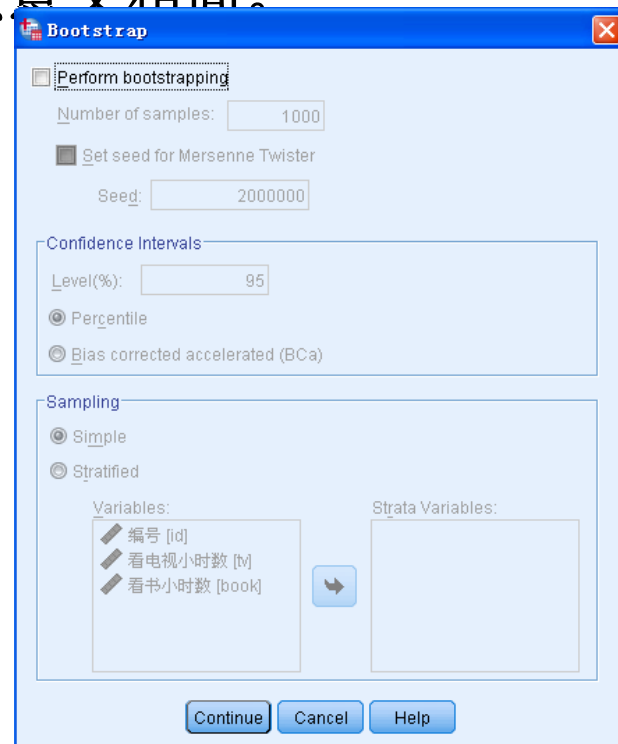 Bootstrap
Perform bootstrapping
Number of samples: 1000
Set seed for Mersenne Twister
Seed: 2000000
Confidence Intervals
Level(%): 95
Percentile
Bias corrected accelerated (BCa)
Sampling
Simple
Stratified
Variables: Strata Variables:
编号 [id]
看电视小时数 [tv]
看书小时数 [book]
Continue Cancel Help